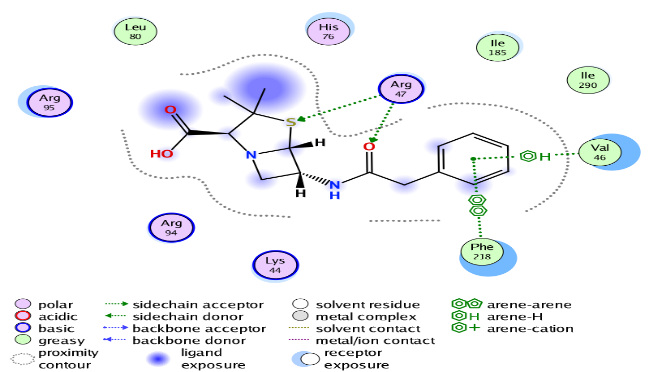 Leu
80
His
76
Ile
185
Ile
290
Arg
95
Arg
47
Val
46
Arg
94
Lys
44
Phe
218
O
HO
S
N
H
H
N
H
O
H
polar
acidic
basic
greasy
proximity
contour
sidechain acceptor
sidechain donor
backbone acceptor
backbone donor
ligand
exposure
solvent residue
metal complex
solvent contact
metal/ion contact
receptor
exposure
arene-arene
H arene-H
+ arene-cation